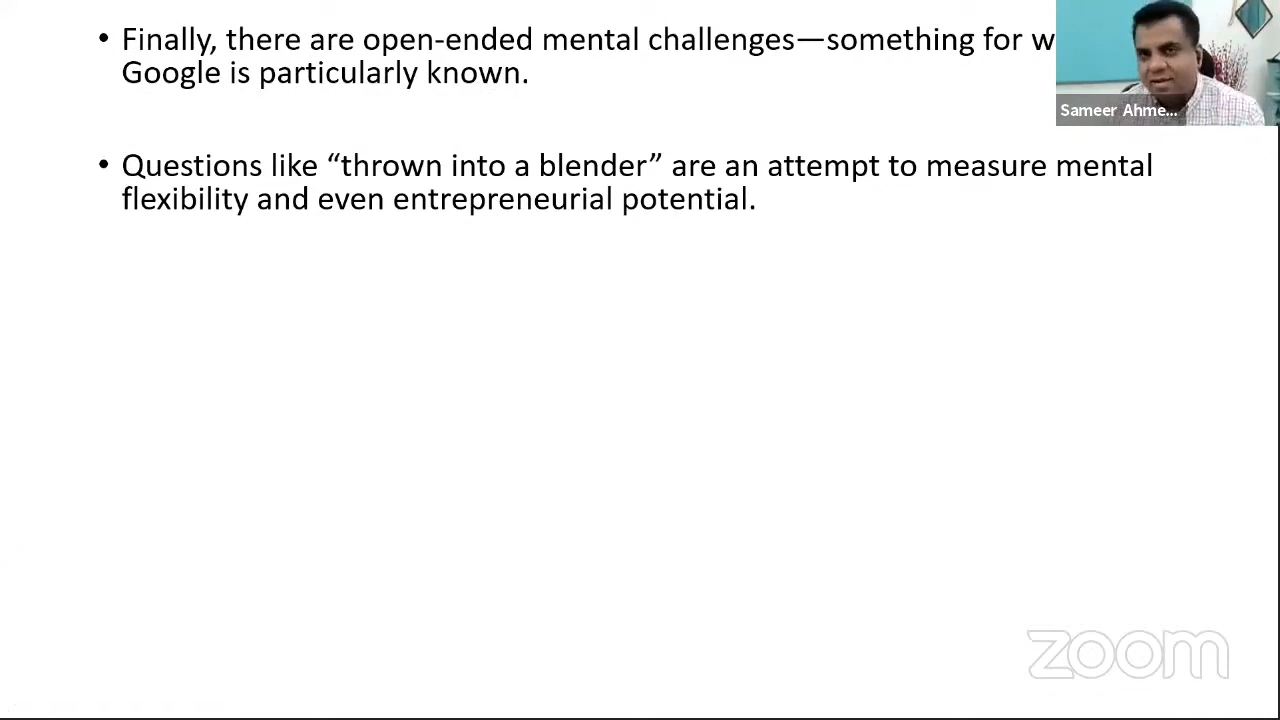 • Finally, there are open-ended mental challenges—something for w
Google is particularly known.
Sameer Ahme...
• Questions like “thrown into a blender” are an attempt to measure mental
flexibility and even entrepreneurial potential.
zoom